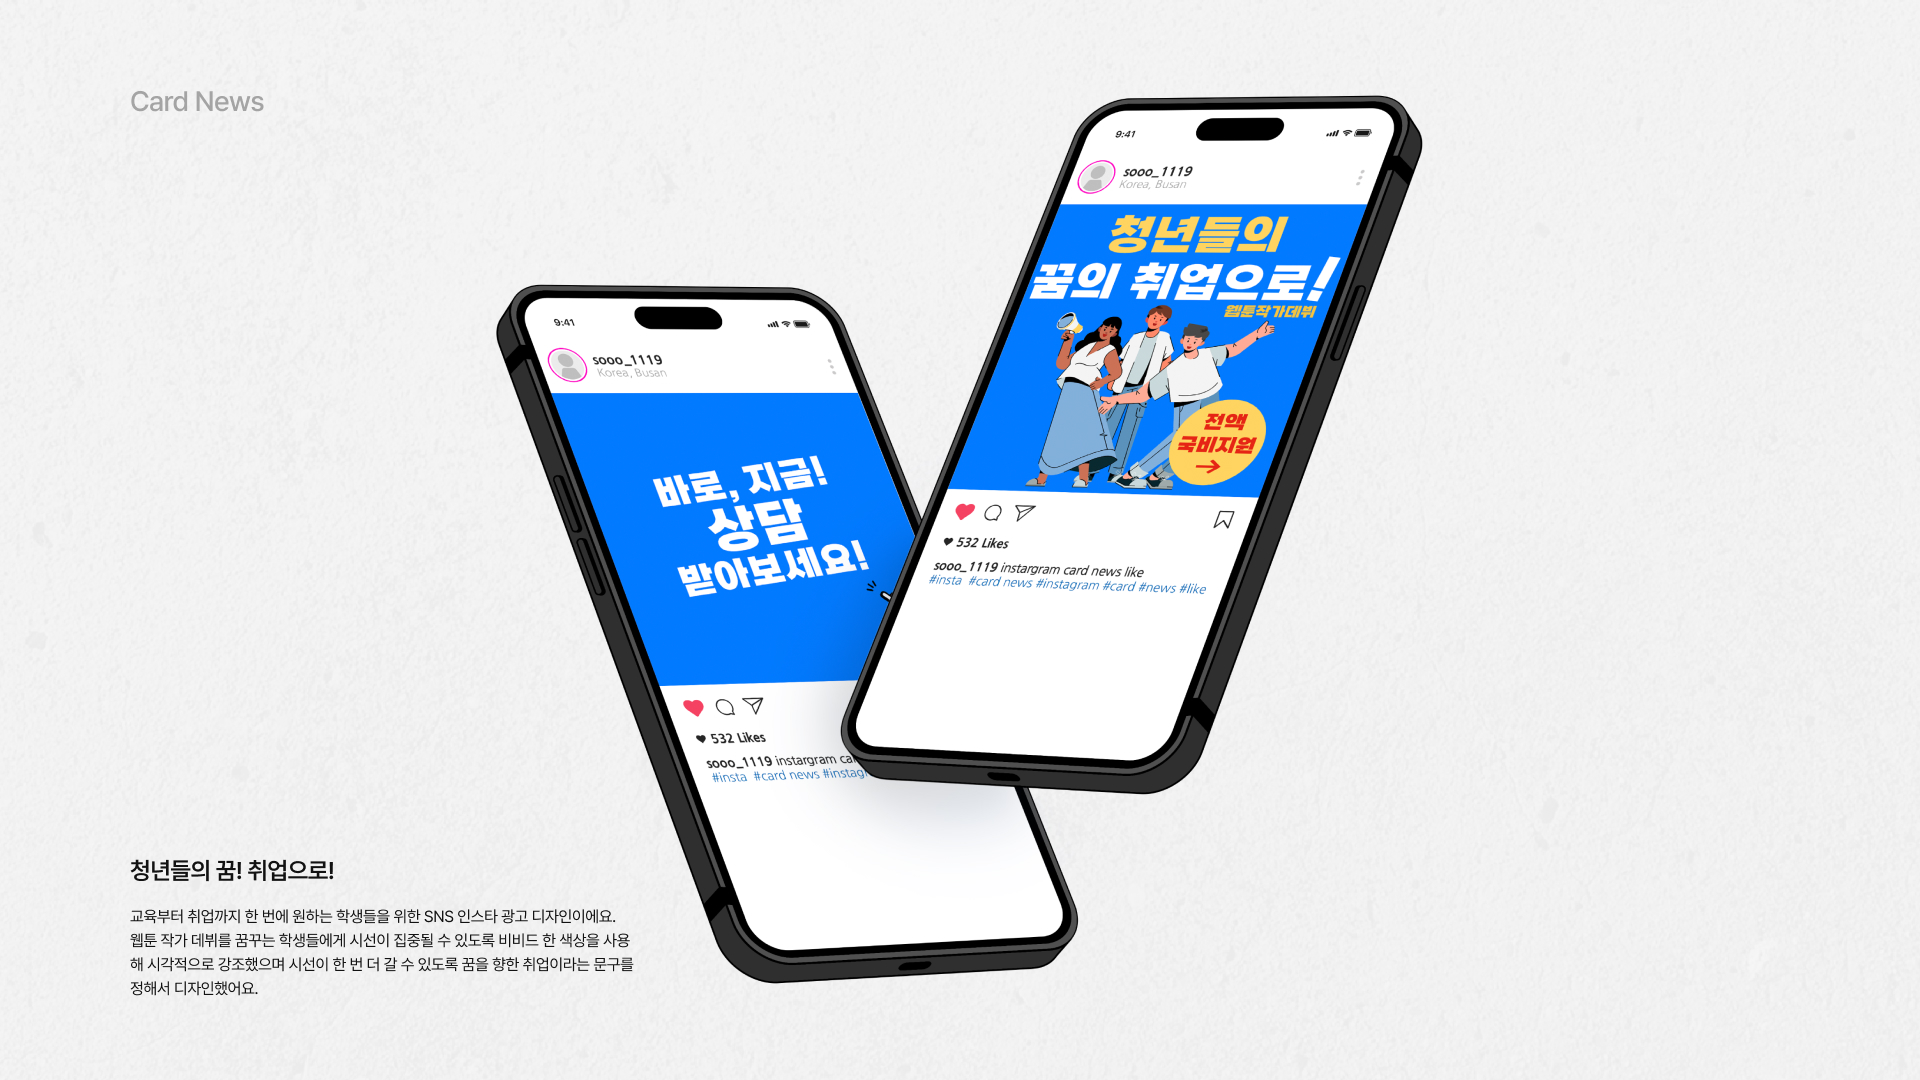 Card News
9:41
sooo_1119
Korea, Busan
청년들의
꿈의 취업으로!
웹툰작가데뷔
전액
국비지원
532 Likes
sooo_1119 instargram card news like
#insta #card news #instagram #card #news #like
9:41
sooo_1119
Korea, Busan
바로, 지금!
상담
받아보세요!
532 Likes
sooo_1119 instargram
#insta #card news
청년들의 꿈! 취업으로!
교육부터 취업까지 한 번에 원하는 학생들을 위한 SNS 인스타 광고 디자인이에요.
웹툰 작가 데뷔를 꿈꾸는 학생들에게 시선이 집중될 수 있도록 비비드 한 색상을 사용
해 시각적으로 강조했으며 시선이 한 번 더 갈 수 있도록 꿈을 향한 취업이라는 문구를
정해서 디자인했어요.